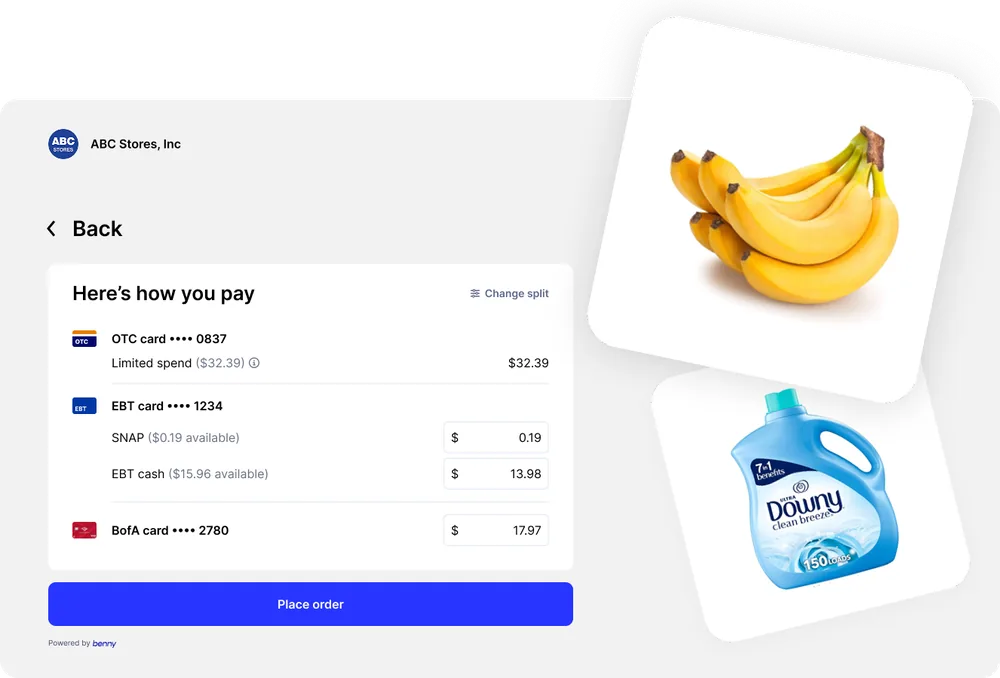 ABC
STORES
ABC Stores, Inc
Back
Here’s how you pay
Change split
OTC
OTC card •••• 0837
Limited spend ($32.39)
$32.39
EBT
EBT card •••• 1234
SNAP ($0.19 available)
$ 0.19
EBT cash ($15.96 available)
$ 13.98
BofA card •••• 2780
$ 17.97
Place order
Powered by benny
7in1
benefits
ULTRA
Downy
clean breeze
150 LOADS